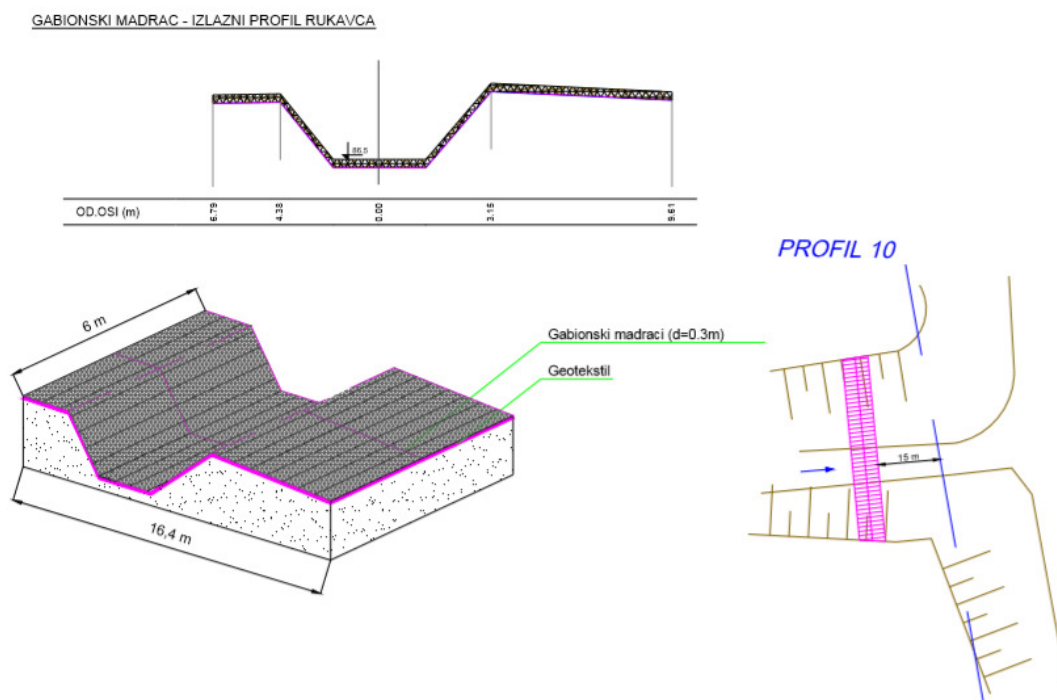 GABIONSKI MADRAC - IZLAZNI PROFIL RUKAVCA
86.5
OD.OSI (m)
6.79
4.38
0.00
3.15
9.61
PROFIL 10
6 m
Gabionski madraci (d=0.3m)
Geotekstil
15 m
16,4 m